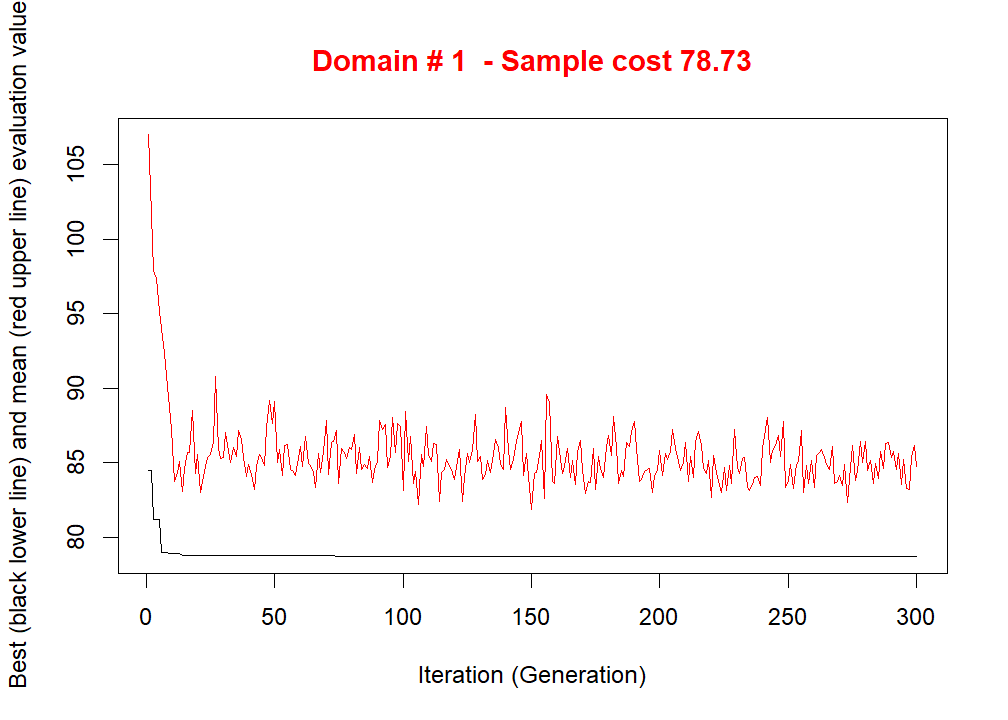 Domain # 1  - Sample cost 78.73
Best (black lower line) and mean (red upper line) evaluation value
105
100
95
90
85
80
0 50 100 150 200 250 300
Iteration (Generation)